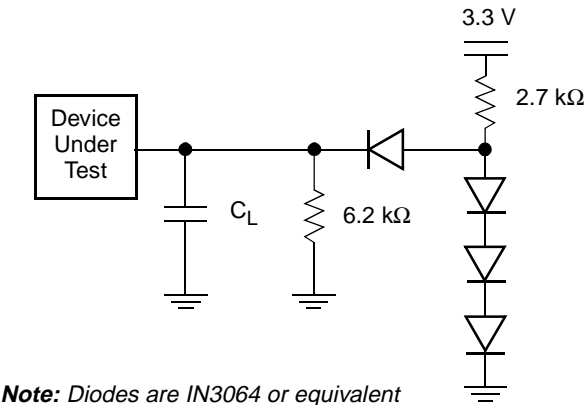 3.3 V
2.7 kΩ
Device
Under
Test
C_L
6.2 kΩ
Note: Diodes are IN3064 or equivalent